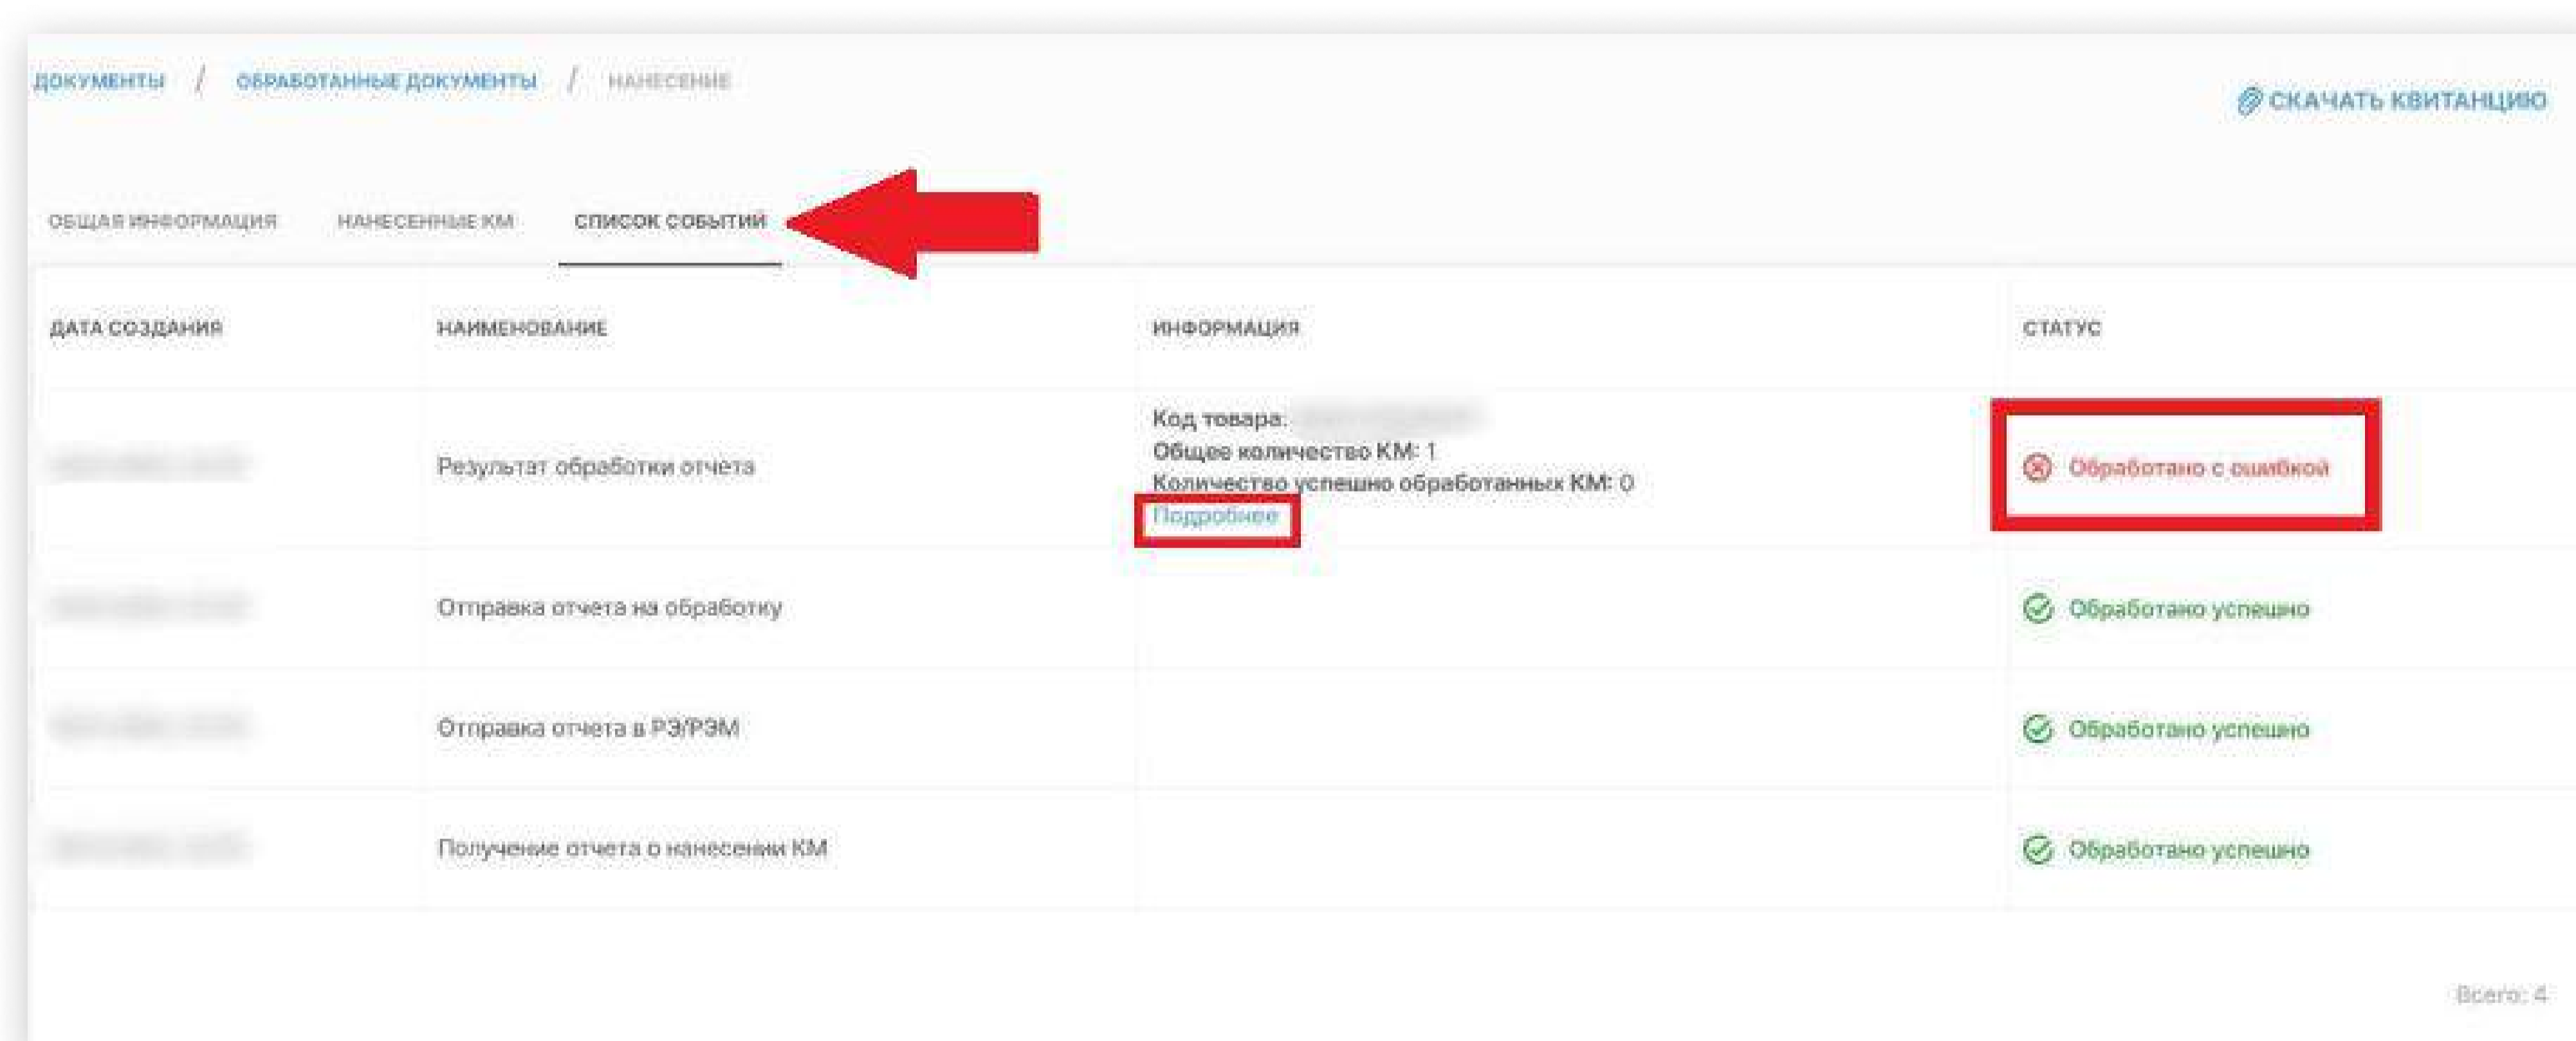 ДОКУМЕНТЫ / ОБРАБОТАННЫЕ ДОКУМЕНТЫ / НАНЕСЕНИЕ
СКАЧАТЬ КВИТАНЦИЮ
ОБЩАЯ ИНФОРМАЦИЯ НАНЕСЕННЫЕ КМ СПИСОК СОБЫТИЙ
ДАТА СОЗДАНИЯ НАИМЕНОВАНИЕ ИНФОРМАЦИЯ СТАТУС
Результат обработки отчета
Код товара:
Общее количество КМ: 1
Количество успешно обработанных КМ: 0
Подробнее
Обработано с ошибкой
Отправка отчета на обработку Обработано успешно
Отправка отчета в РЭ/РЭМ Обработано успешно
Получение отчета о нанесении КМ Обработано успешно
Всего: 4